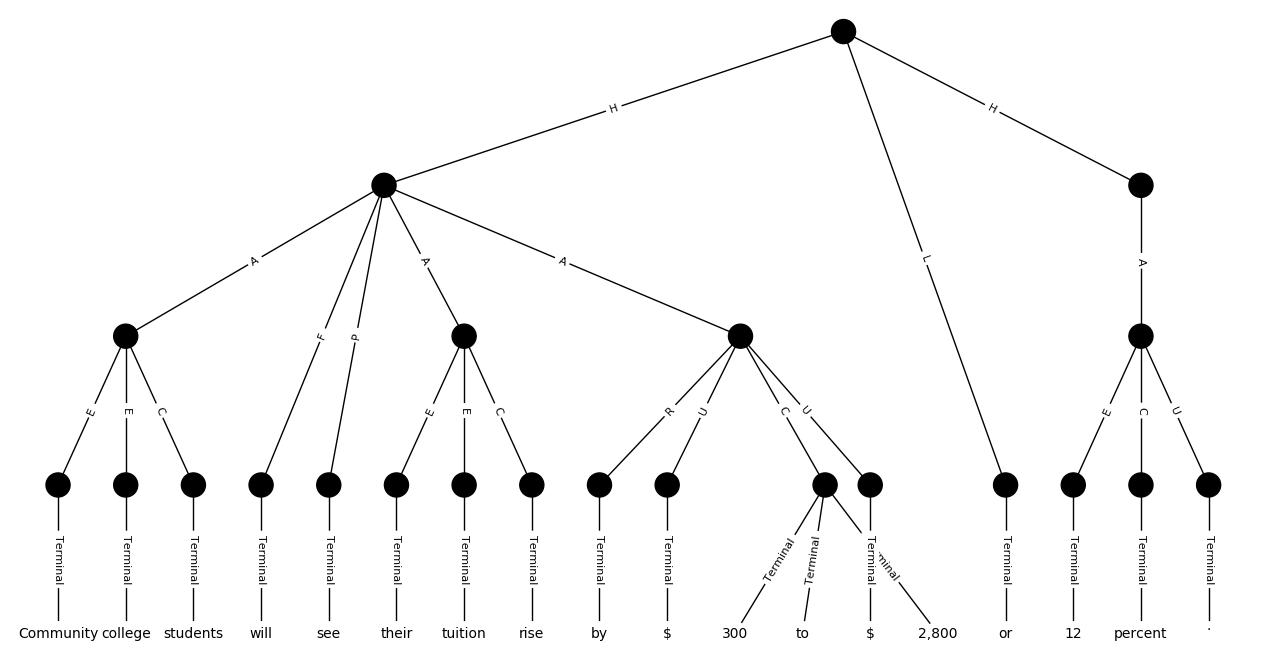 H
H
A
A
A
L
A
F
P
E
E
C
E
E
C
R
U
C
U
E
C
U
Terminal Terminal Terminal Terminal Terminal Terminal Terminal Terminal Terminal Terminal Terminal Terminal Terminal minal Terminal Terminal Terminal Terminal
Community college students will see their tuition rise by $ 300 to $ 2,800 or 12 percent .